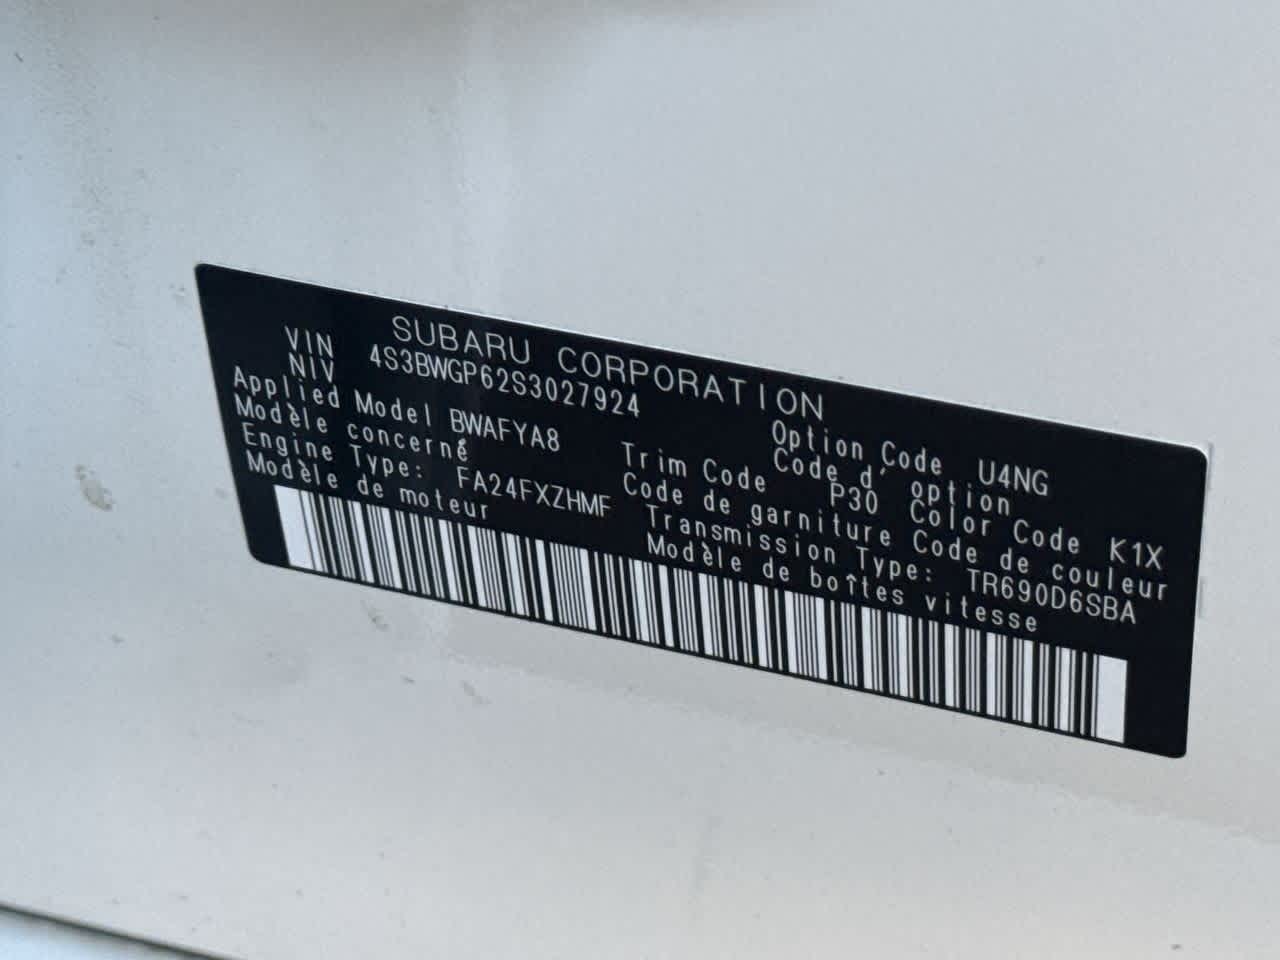 SUBARU CORPORATION
VIN 4S3BWGP62S3027924
NIV
Applied Model BWAFYA8 Option Code U4NG
Modèle concerné Code d' option
Trim Code P30 Color Code K1X
Code de garniture Code de couleur
Engine Type: FA24FXZHMF Transmission Type: TR690D6SBA
Modèle de moteur Modèle de boîtes vitesse